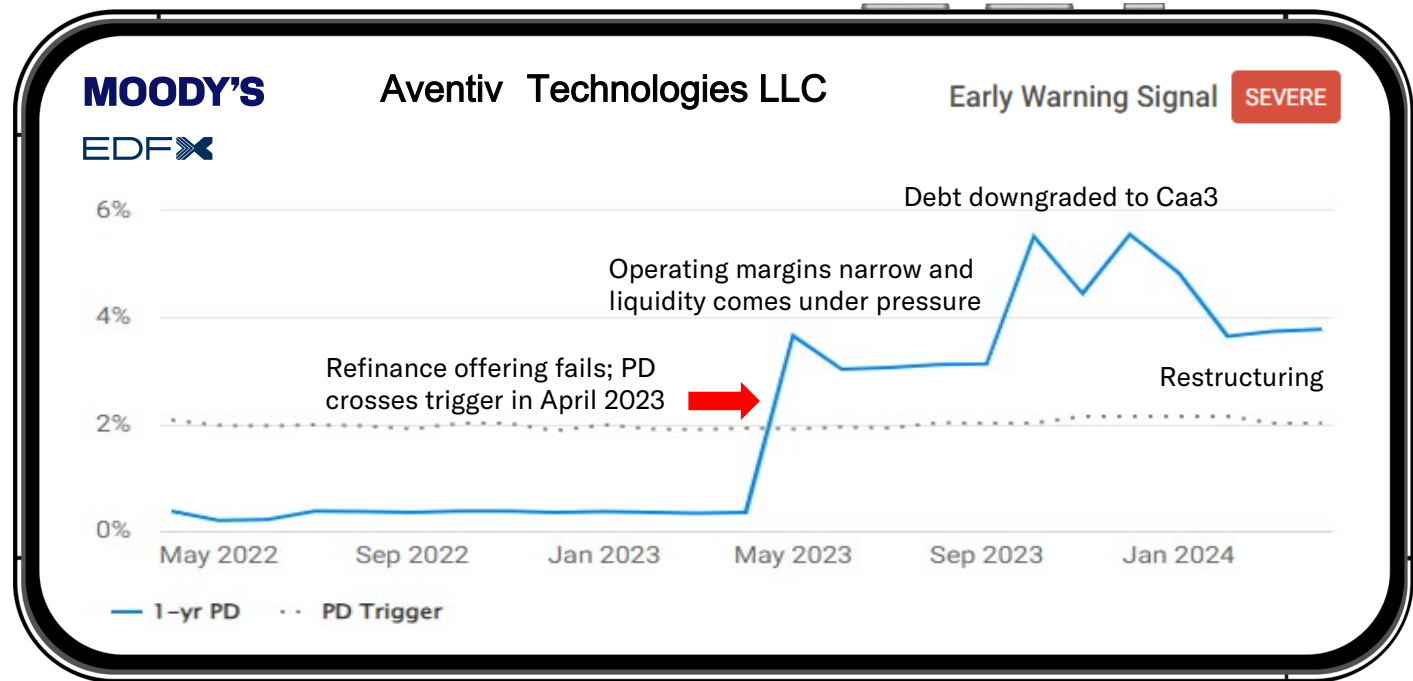 MOODY'S
EDFX
Aventiv Technologies LLC
Early Warning Signal SEVERE
Debt downgraded to Caa3
6%
Operating margins narrow and
liquidity comes under pressure
4%
Refinance offering fails; PD
crosses trigger in April 2023
Restructuring
2%
0%
May 2022 Sep 2022 Jan 2023 May 2023 Sep 2023 Jan 2024
1-yr PD PD Trigger